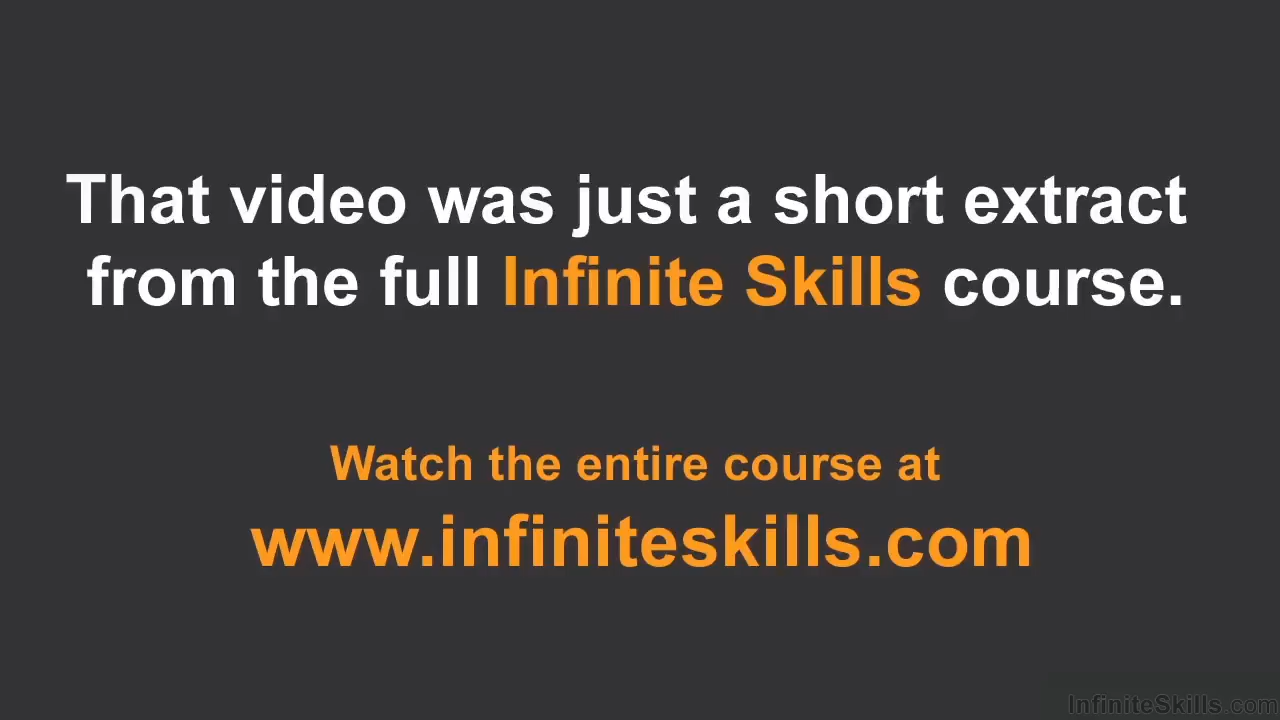 That video was just a short extract
from the full Infinite Skills course.
Watch the entire course at
www.infiniteskills.com
InfiniteSkills.com